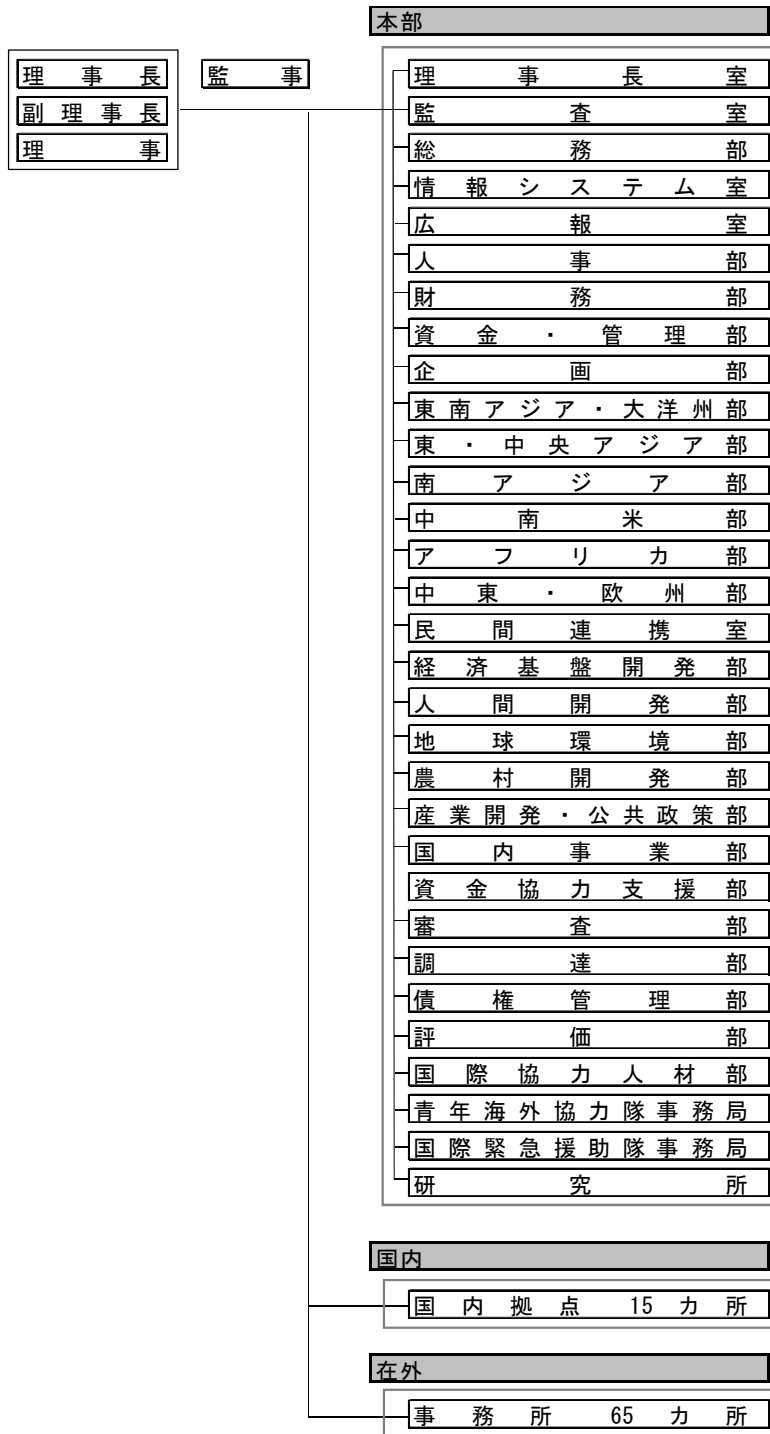 本部
理事長
監事
副理事長
理事
理事長室
監査室
総務部
情報システム室
広報室
人事部
財務部
資金・管理部
企画部
東南アジア・大洋州部
東・中央アジア部
南アジア部
中南米部
アフリカ部
中東・欧州部
民間連携室
経済基盤開発部
人間開発部
地球環境部
農村開発部
産業開発・公共政策部
国内事業部
資金協力支援部
審査部
調達部
債権管理部
評価部
国際協力人材部
青年海外協力隊事務局
国際緊急援助隊事務局
研究所
国内
国内拠点 15カ所
在外
事務所 65カ所